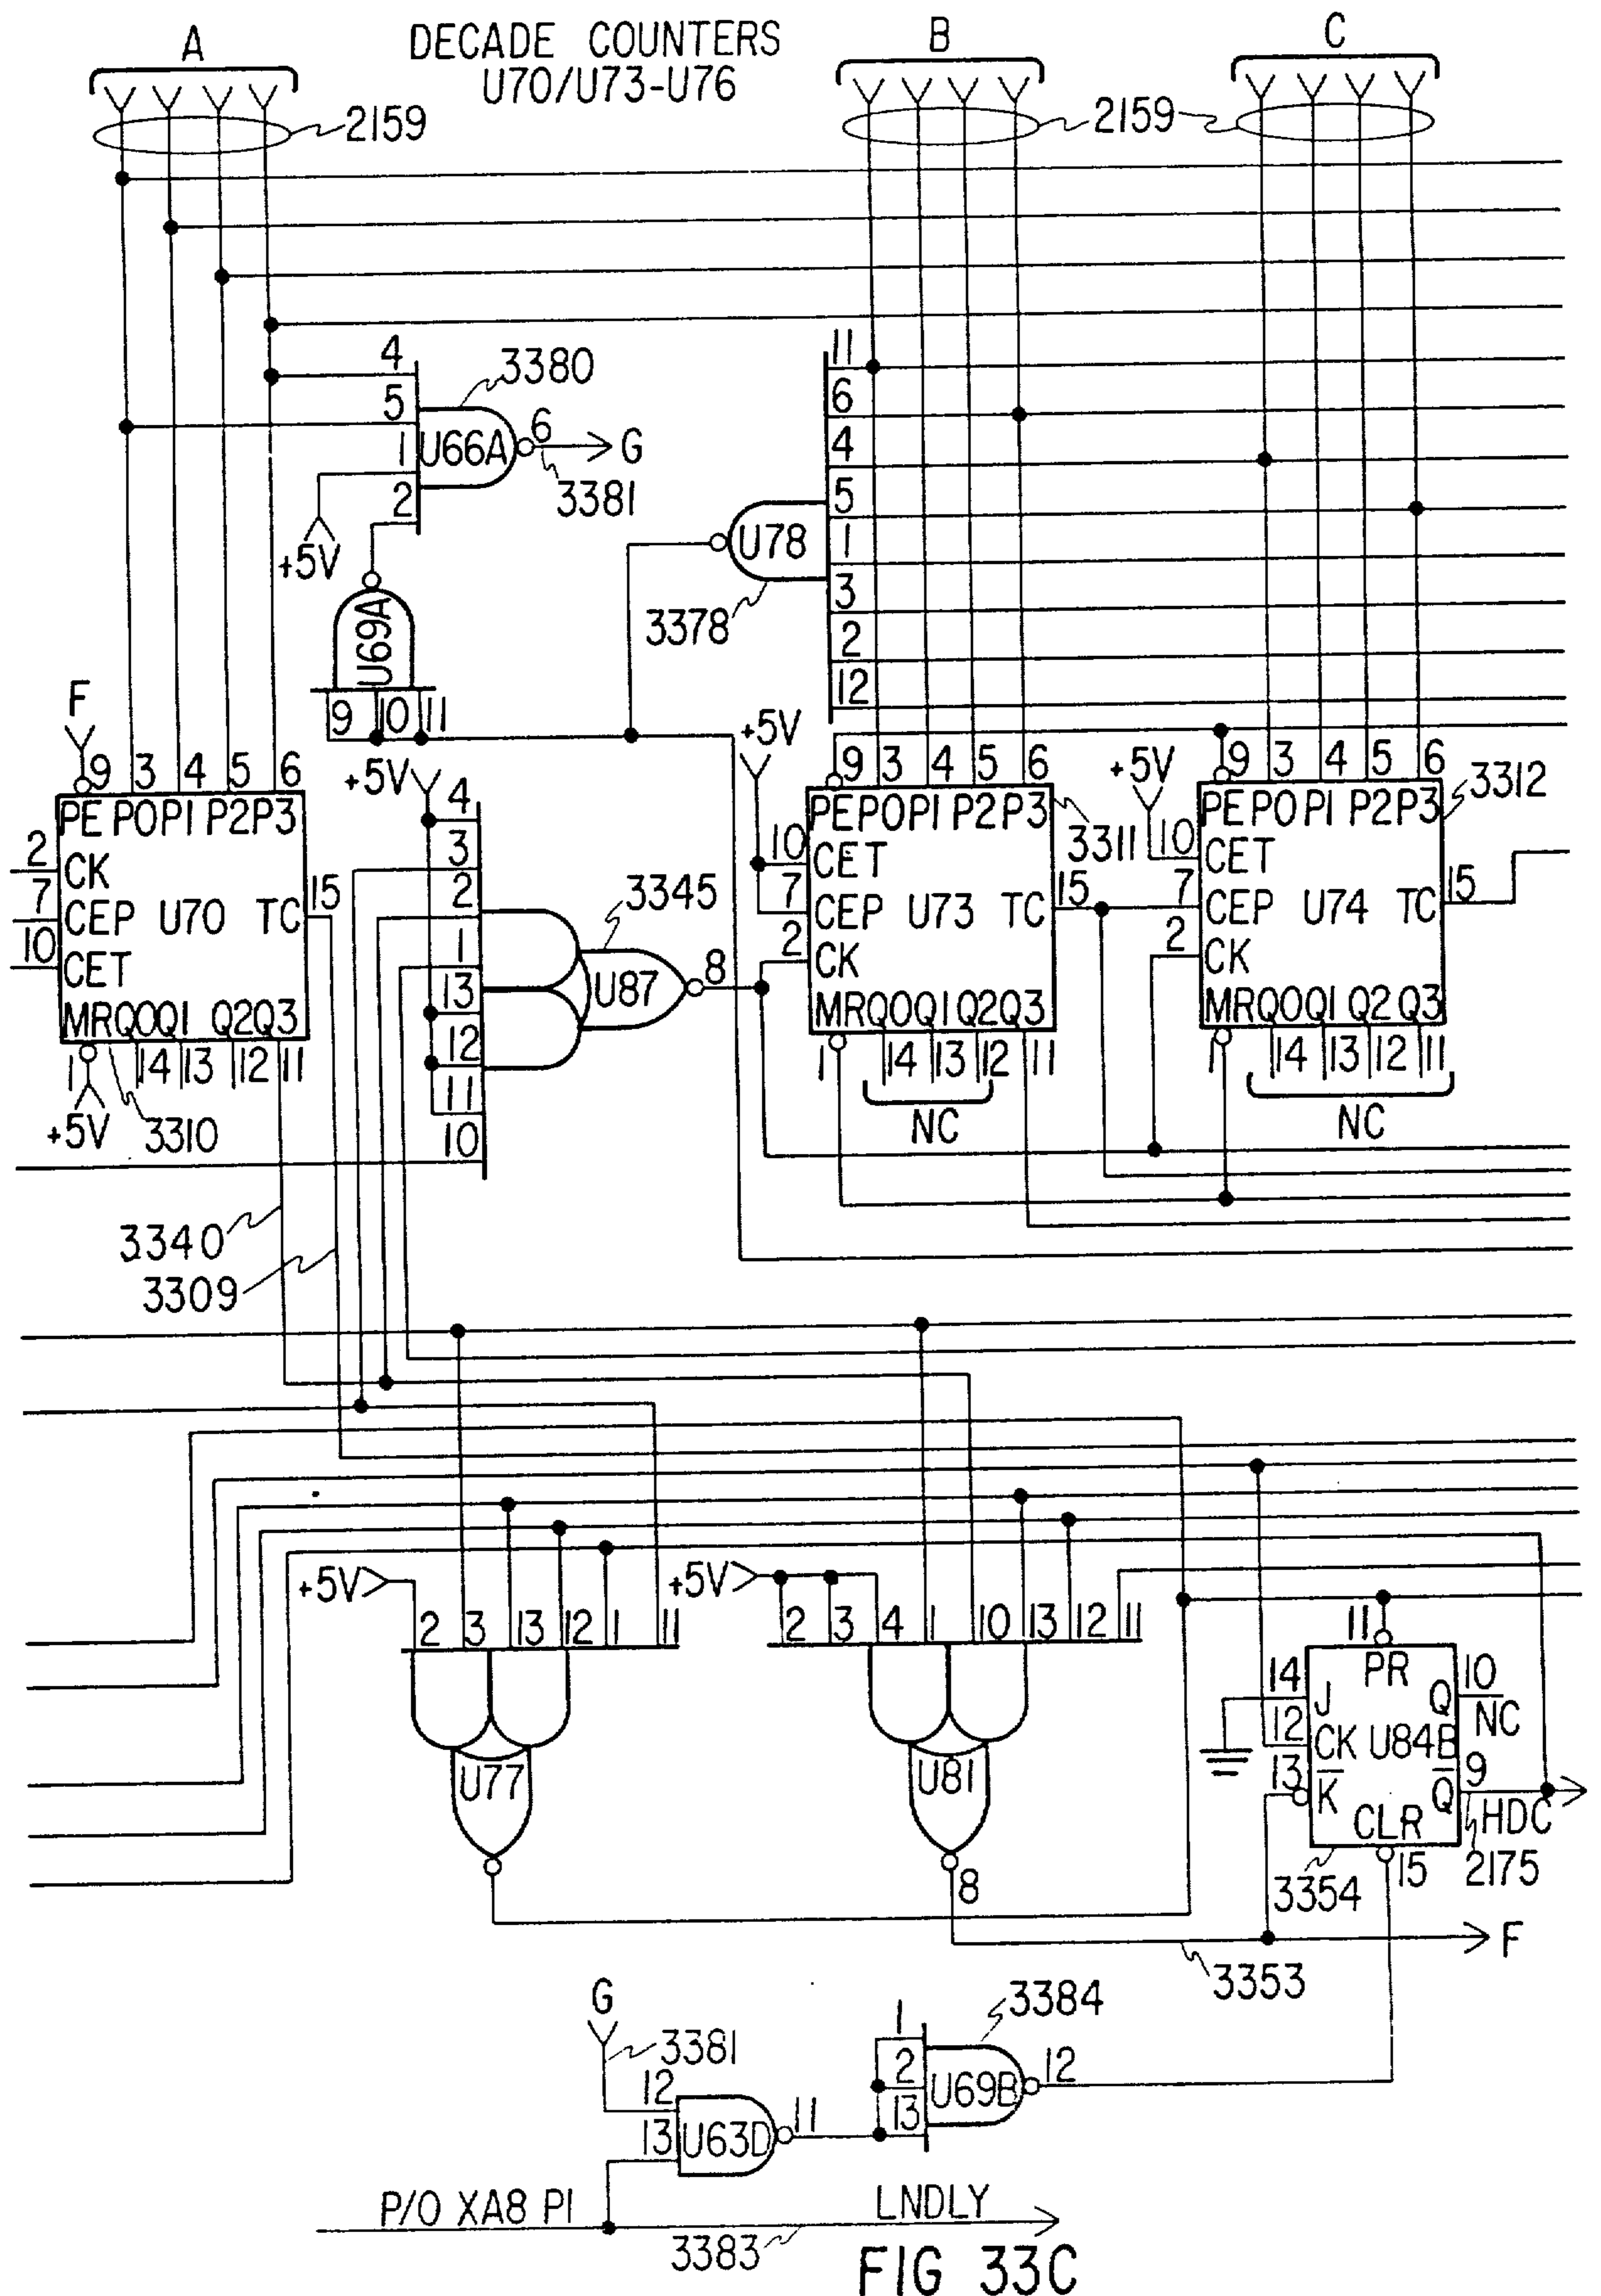 A
DECADE COUNTERS
U70/U73-U76
B
C
2159
2159
4
3380
5
1
U66A
6
G
2
3381
+5V
11
6
4
5
U78
1
3
3378
2
12
U69A
9 10 11
F
+5V
+5V
+5V
9 3 4 5 6
PE P0 P1 P2 P3
2
CK
7
CEP U70 TC
15
10
CET
MR Q0 Q1 Q2 Q3
1 14 13 12 11
+5V
3310
4
3
2
1
13
12
11
10
3345
U87
8
9 3 4 5 6
PE P0 P1 P2 P3
3311
10
CET
7
CEP U73 TC
15
2
CK
MR Q0 Q1 Q2 Q3
1 14 13 12 11
NC
9 3 4 5 6
PE P0 P1 P2 P3
3312
10
CET
7
CEP U74 TC
15
2
CK
MR Q0 Q1 Q2 Q3
1 14 13 12 11
NC
3340
3309
+5V
2 3 13 12 1 11
U77
+5V
2 3 4 1 10 13 12 11
U81
8
11
PR
14
J
Q
10
NC
12
CK U84B
13
K̅
Q̅
9
HDC
CLR
15
3354
2175
F
3353
G
3381
12
13
U63D
11
1
2
13
3384
U69B
12
P/O XA8 P1
LNDLY
3383
FIG 33C